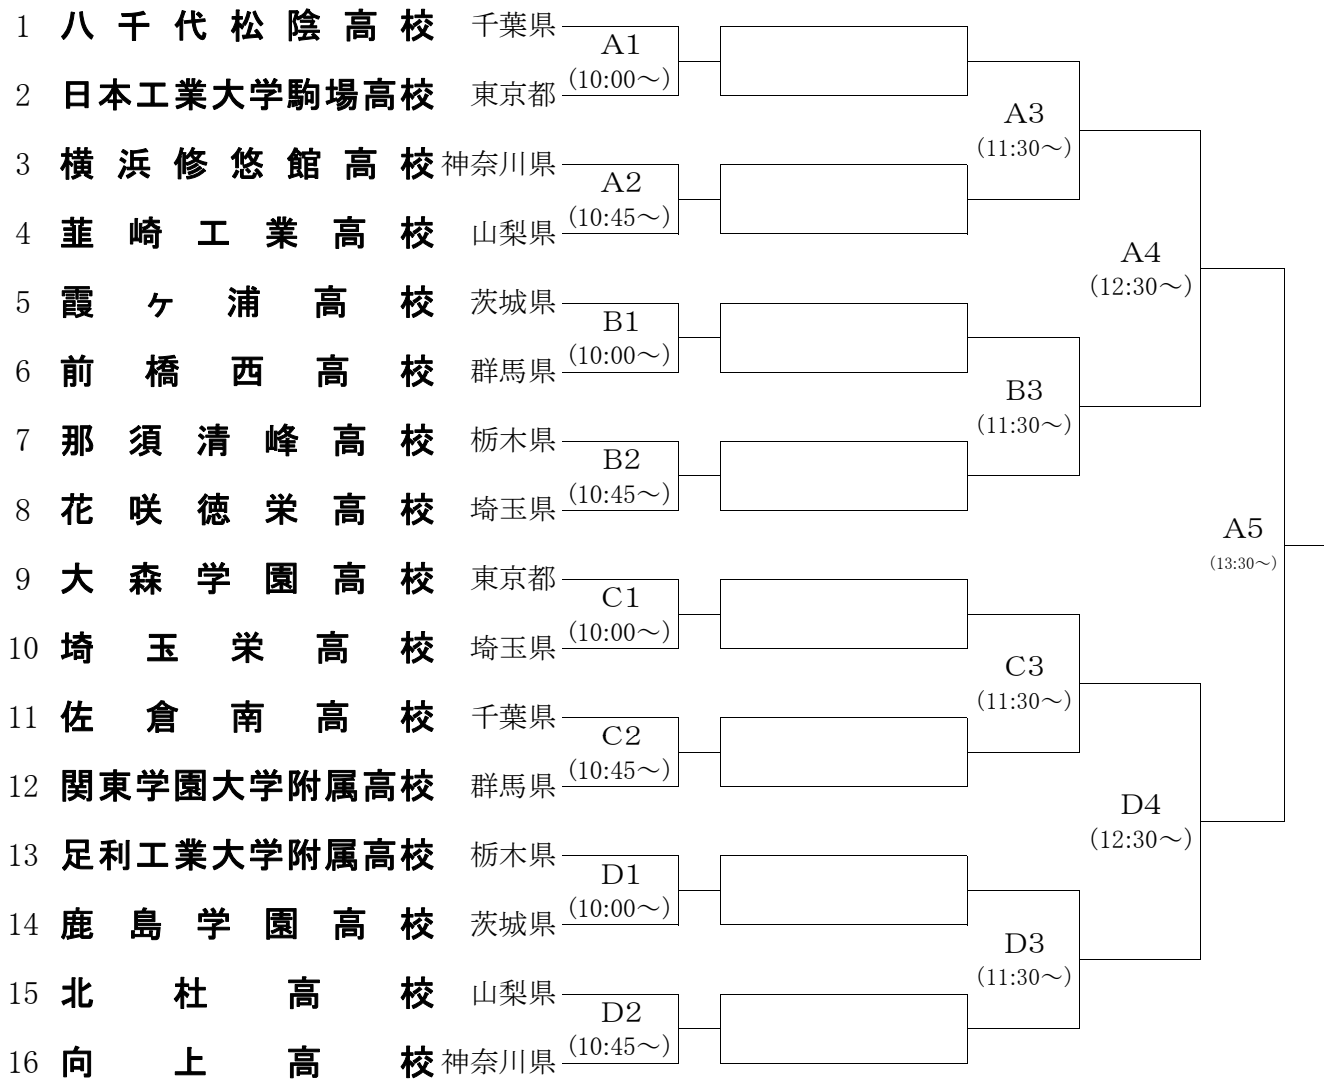 1 八千代松陰高校 千葉県
A1
(10:00～)
2 日本工業大学駒場高校 東京都
A3
(11:30～)
3 横浜修悠館高校 神奈川県
A2
(10:45～)
4 韮崎工業高校 山梨県
A4
(12:30～)
5 霞ヶ浦高校 茨城県
B1
(10:00～)
6 前橋西高校 群馬県
B3
(11:30～)
7 那須清峰高校 栃木県
B2
(10:45～)
8 花咲徳栄高校 埼玉県
A5
(13:30～)
9 大森学園高校 東京都
C1
(10:00～)
10 埼玉栄高校 埼玉県
C3
(11:30～)
11 佐倉南高校 千葉県
C2
(10:45～)
12 関東学園大学附属高校 群馬県
D4
(12:30～)
13 足利工業大学附属高校 栃木県
D1
(10:00～)
14 鹿島学園高校 茨城県
D3
(11:30～)
15 北杜高校 山梨県
D2
(10:45～)
16 向上高校 神奈川県